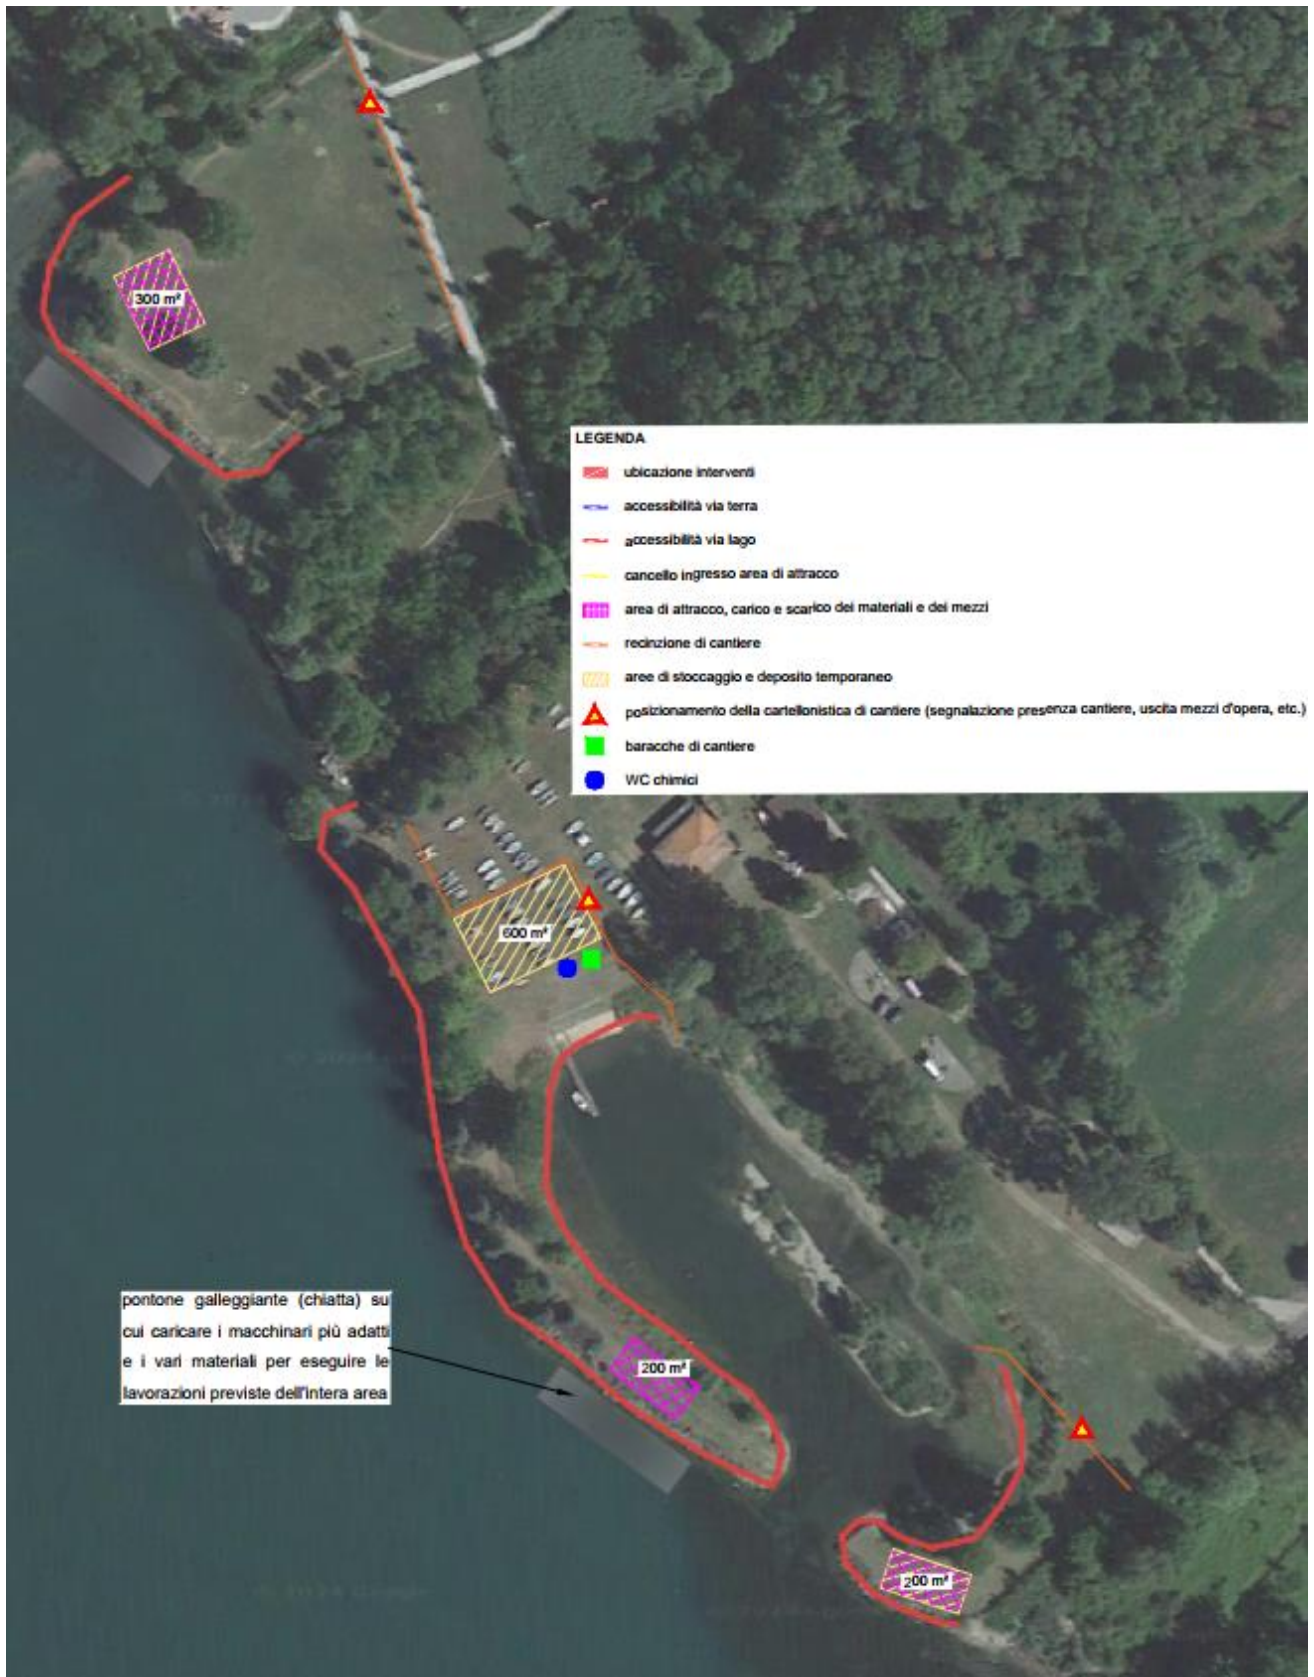 300 m²
LEGENDA
ubicazione interventi
accessibilità via terra
accessibilità via lago
cancello ingresso area di attracco
area di attracco, carico e scarico dei materiali e dei mezzi
recinzione di cantiere
aree di stoccaggio e deposito temporaneo
posizionamento della cartellonistica di cantiere (segnalazione presenza cantiere, uscita mezzi d'opera, etc.)
baracche di cantiere
WC chimici
600 m²
pontone galleggiante (chiatta) su
cui caricare i macchinari più adatti
e i vari materiali per eseguire le
lavorazioni previste dell'intera area
200 m²
200 m²